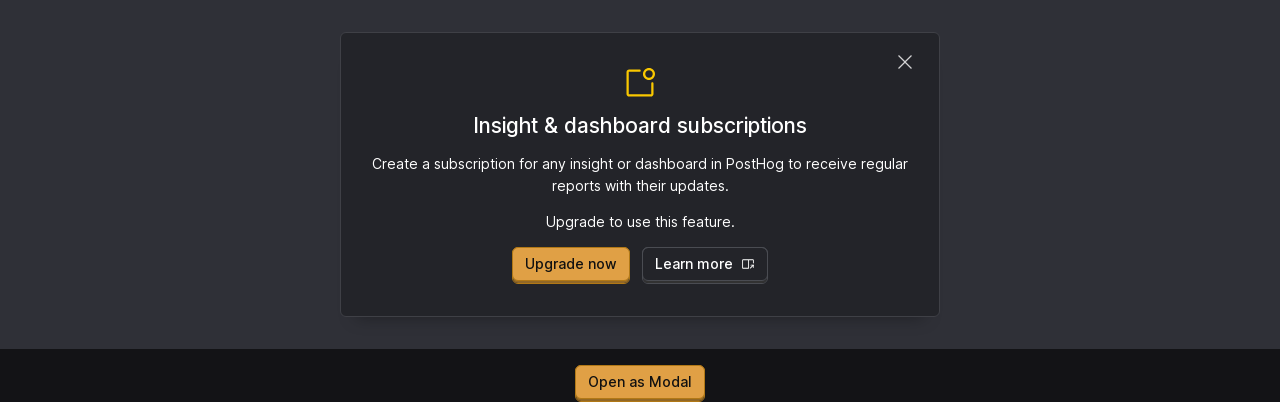 Insight & dashboard subscriptions
Create a subscription for any insight or dashboard in PostHog to receive regular
reports with their updates.
Upgrade to use this feature.
Upgrade now
Learn more
Open as Modal